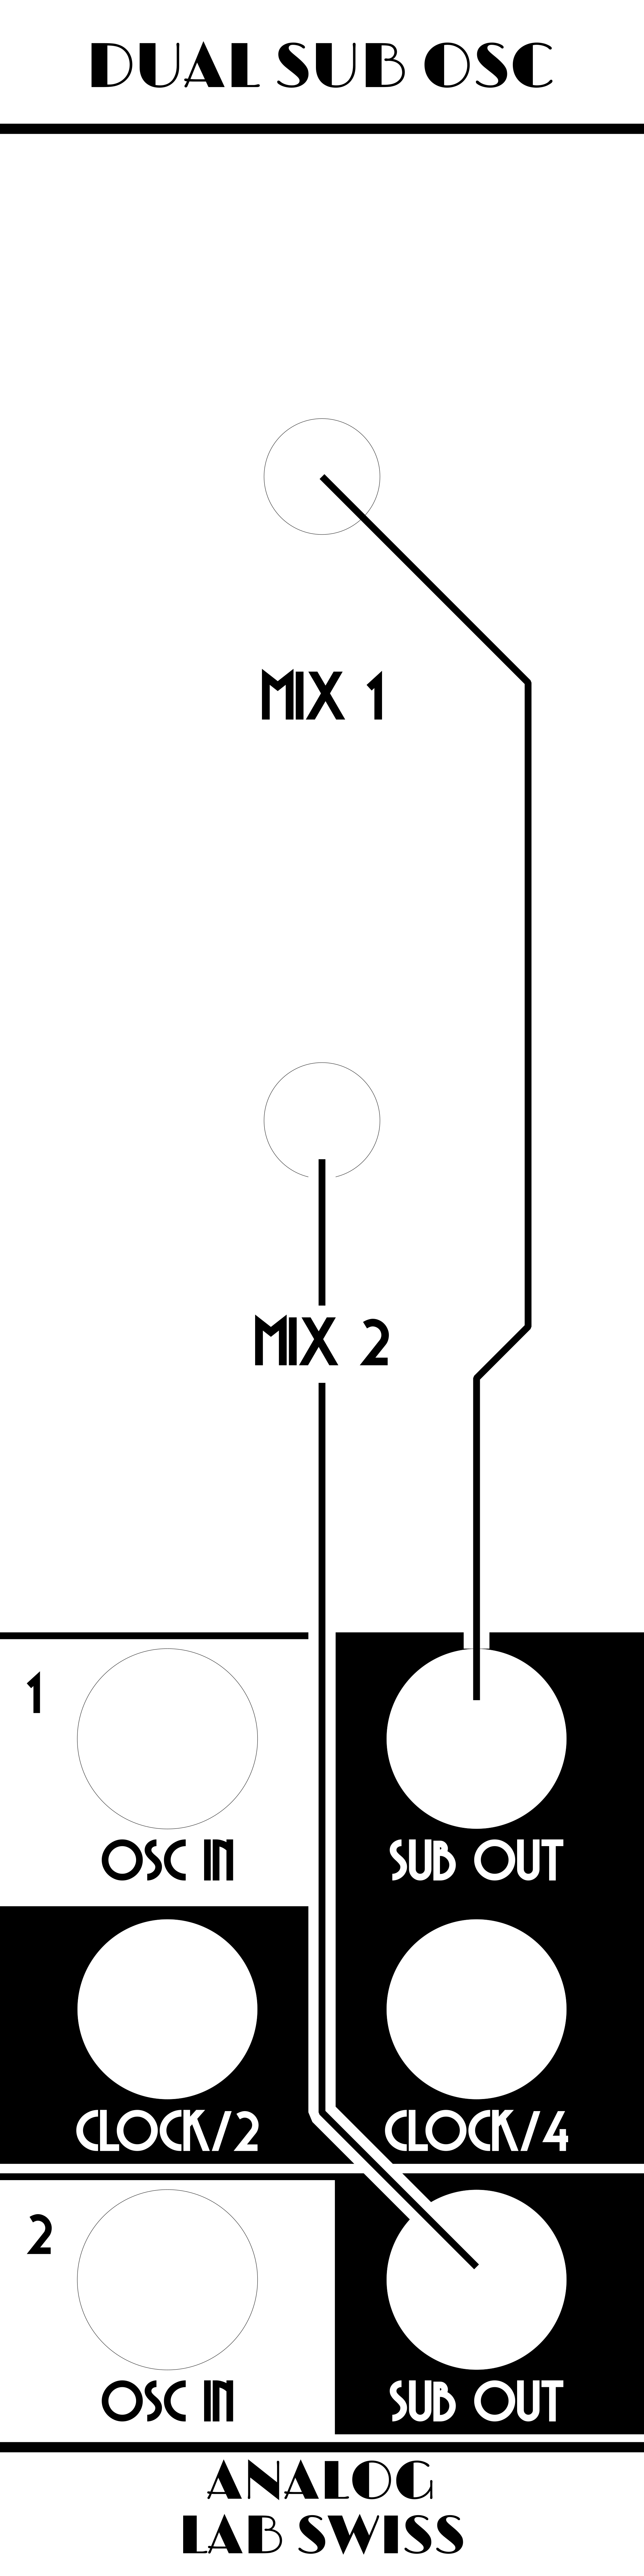 DUAL SUB OSC
MIX 1
MIX 2
1
OSC IN
SUB OUT
CLOCK/2
CLOCK/4
2
OSC IN
SUB OUT
ANALOG
LAB SWISS